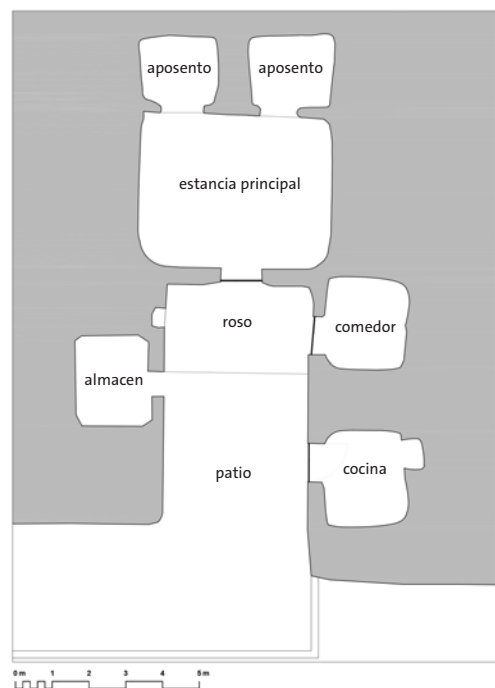 aposento
aposento
estancia principal
roso
comedor
almacen
patio
cocina
0 m 1 2 3 4 5 m